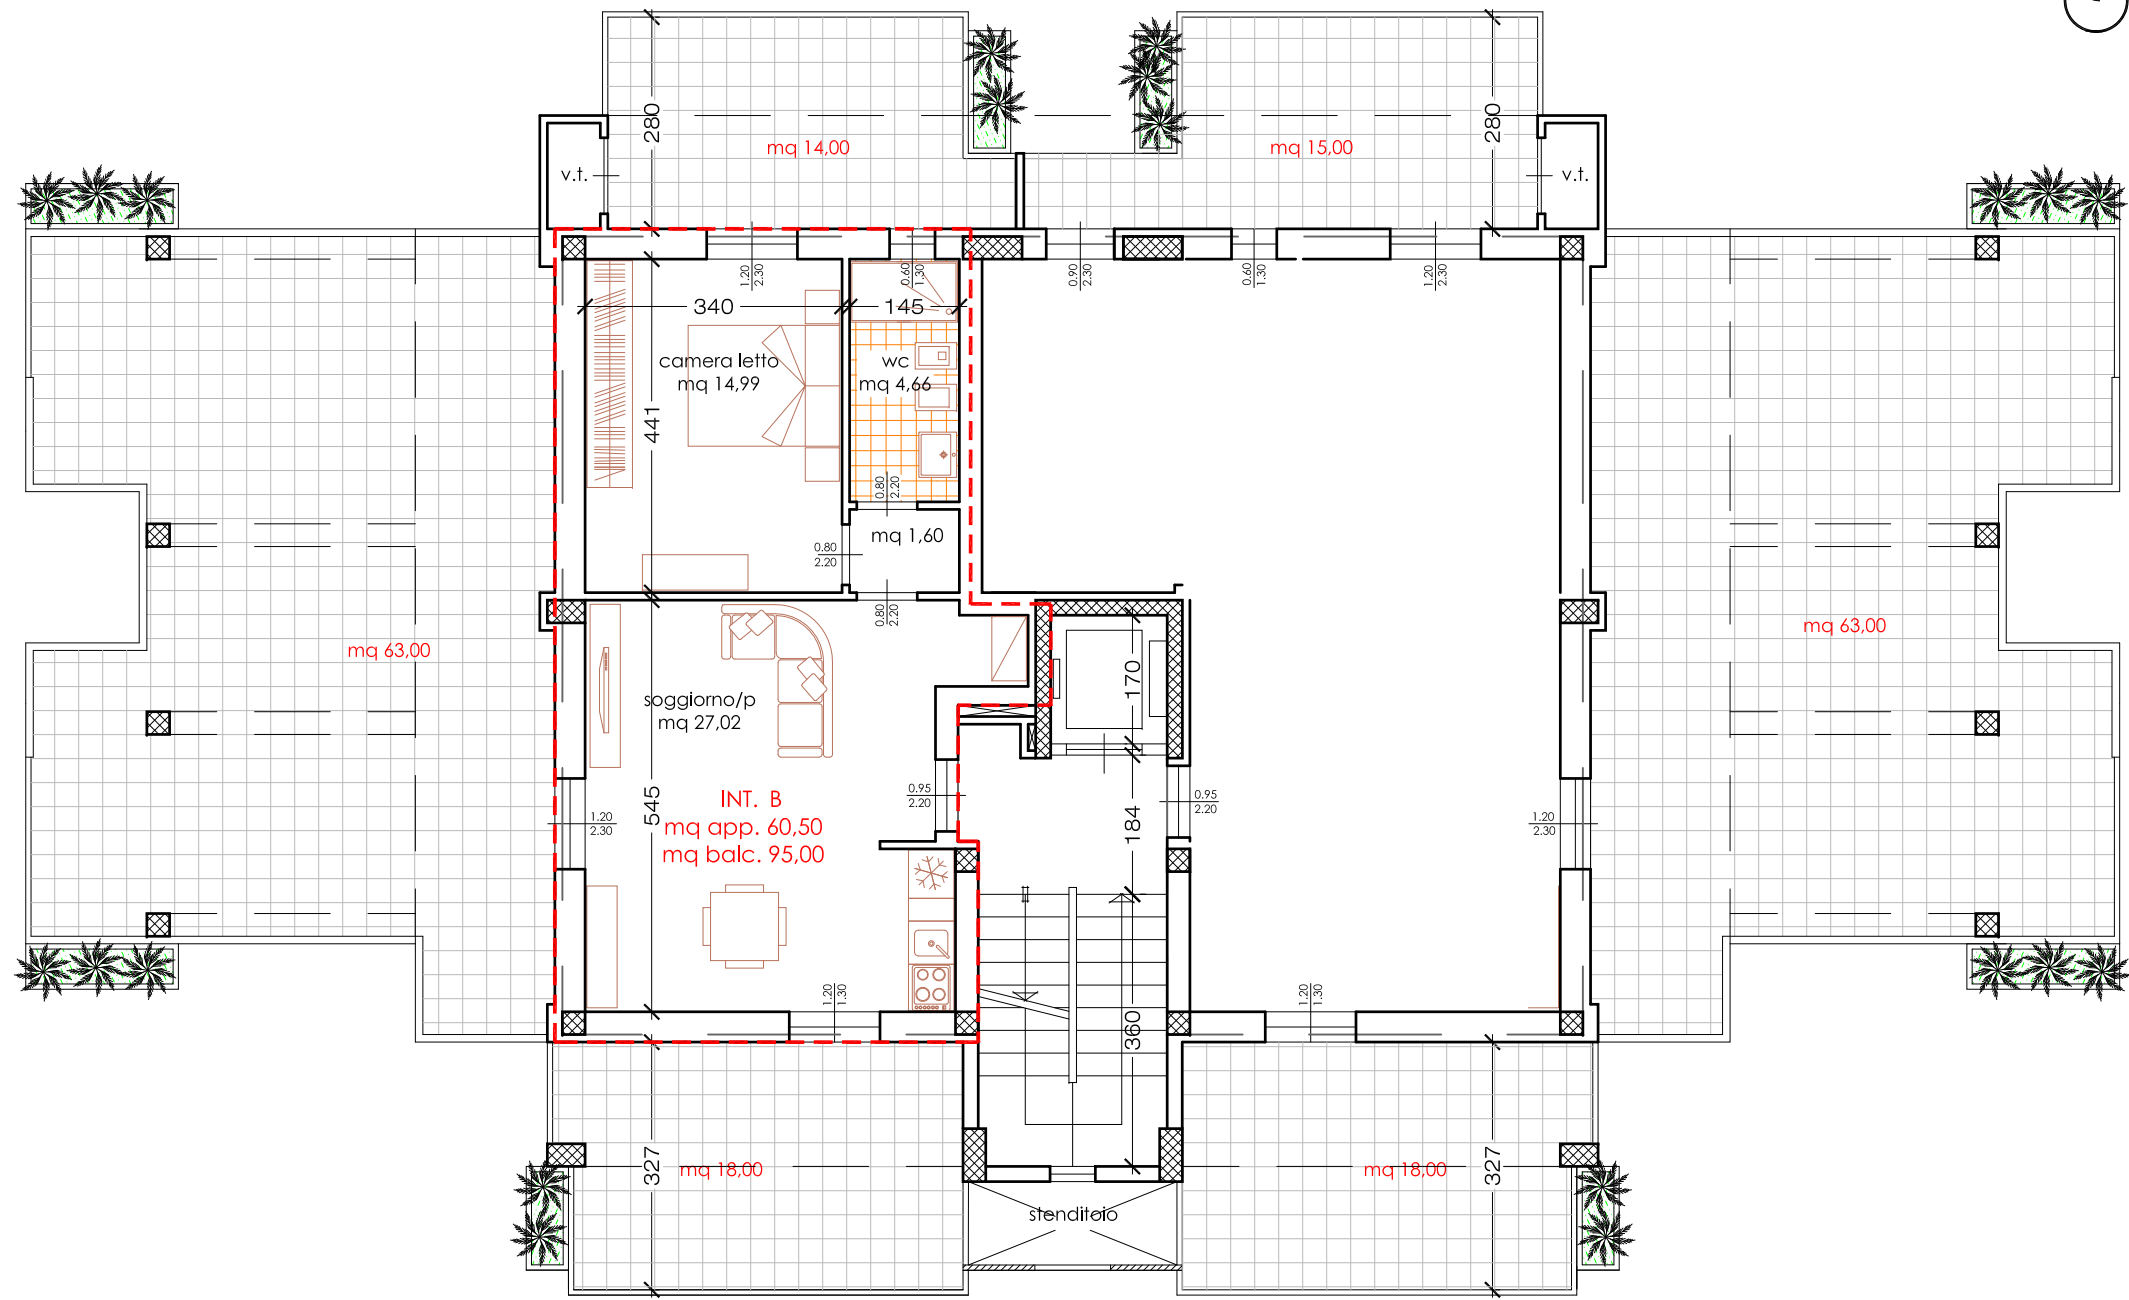 280
280
mq 14,00
mq 15,00
v.t.
v.t.
1.20
2.30
0.60
1.30
0.90
2.30
0.60
1.30
1.20
2.30
340
145
camera letto
mq 14,99
wc
mq 4,66
441
0.80
2.20
mq 1,60
0.80
2.20
0.80
2.20
mq 63,00
mq 63,00
soggiorno/p
mq 27,02
170
INT. B
mq app. 60,50
mq balc. 95,00
545
0.95
2.20
0.95
2.20
184
1.20
2.30
1.20
2.30
1.20
1.30
1.20
1.30
360
327
mq 18,00
mq 18,00
327
stenditoio